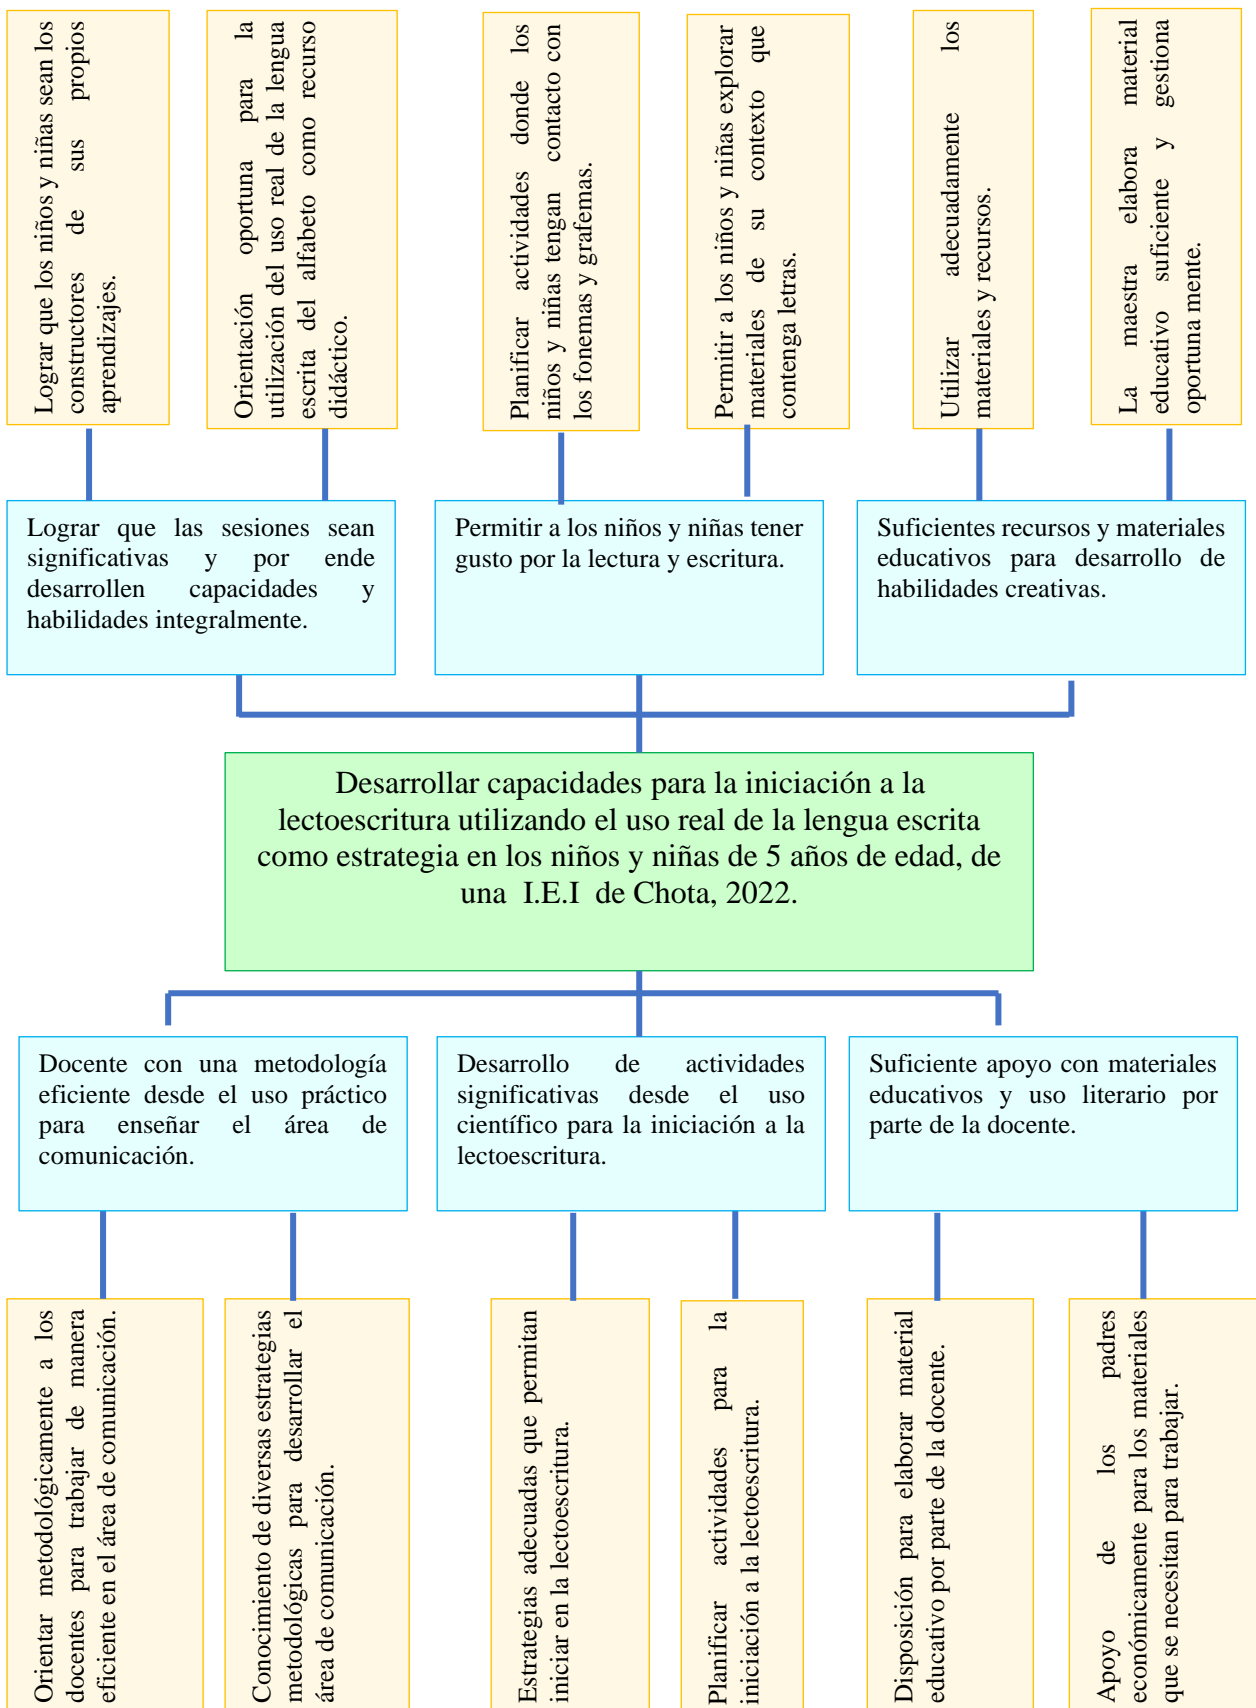 Lograr que los niños y niñas sean los
constructores de sus propios
aprendizajes.
Orientación oportuna para la
utilización del uso real de la lengua
escrita del alfabeto como recurso
didáctico.
Planificar actividades donde los
niños y niñas tengan contacto con
los fonemas y grafemas.
Permitir a los niños y niñas explorar
materiales de su contexto que
contenga letras.
Utilizar adecuadamente los
materiales y recursos.
La maestra elabora material
educativo suficiente y gestiona
oportuna mente.
Lograr que las sesiones sean
significativas y por ende
desarrollen capacidades y
habilidades integralmente.
Permitir a los niños y niñas tener
gusto por la lectura y escritura.
Suficientes recursos y materiales
educativos para desarrollo de
habilidades creativas.
Desarrollar capacidades para la iniciación a la
lectoescritura utilizando el uso real de la lengua escrita
como estrategia en los niños y niñas de 5 años de edad, de
una I.E.I de Chota, 2022.
Docente con una metodología
eficiente desde el uso práctico
para enseñar el área de
comunicación.
Desarrollo de actividades
significativas desde el uso
científico para la iniciación a la
lectoescritura.
Suficiente apoyo con materiales
educativos y uso literario por
parte de la docente.
Orientar metodológicamente a los
docentes para trabajar de manera
eficiente en el área de comunicación.
Conocimiento de diversas estrategias
metodológicas para desarrollar el
área de comunicación.
Estrategias adecuadas que permitan
iniciar en la lectoescritura.
Planificar actividades para la
iniciación a la lectoescritura.
Disposición para elaborar material
educativo por parte de la docente.
Apoyo de los padres
económicamente para los materiales
que se necesitan para trabajar.